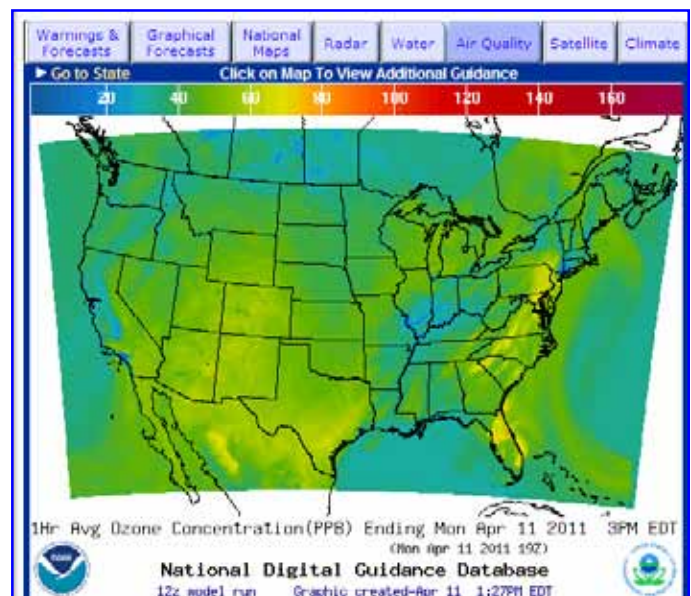 Warnings & Forecasts
Graphical Forecasts
National Maps
Radar
Water
Air Quality
Satellite
Climate
Go to State
Click on Map To View Additional Guidance
20 40 60 80 100 120 140 160
1Hr Avg Ozone Concentration(PPB) Ending Mon Apr 11 2011 3PM EDT
(Mon Apr 11 2011 19Z)
National Digital Guidance Database
12z model run Graphic created-Apr 11 1:27PM EDT